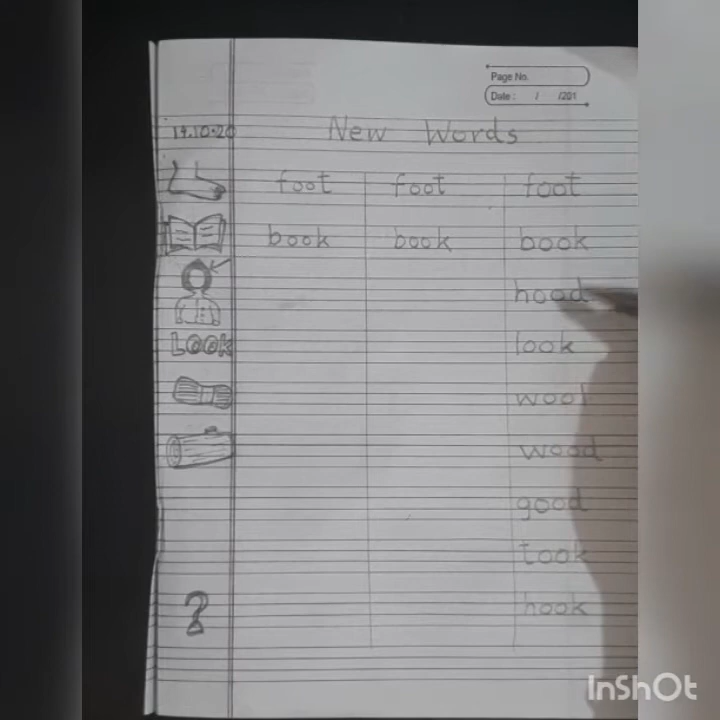 Page No.
Date : / /201
14.10.20 New Words
foot foot foot
book book book
hood
LOOK look
wool
wood
good
took
? hook
InShOt